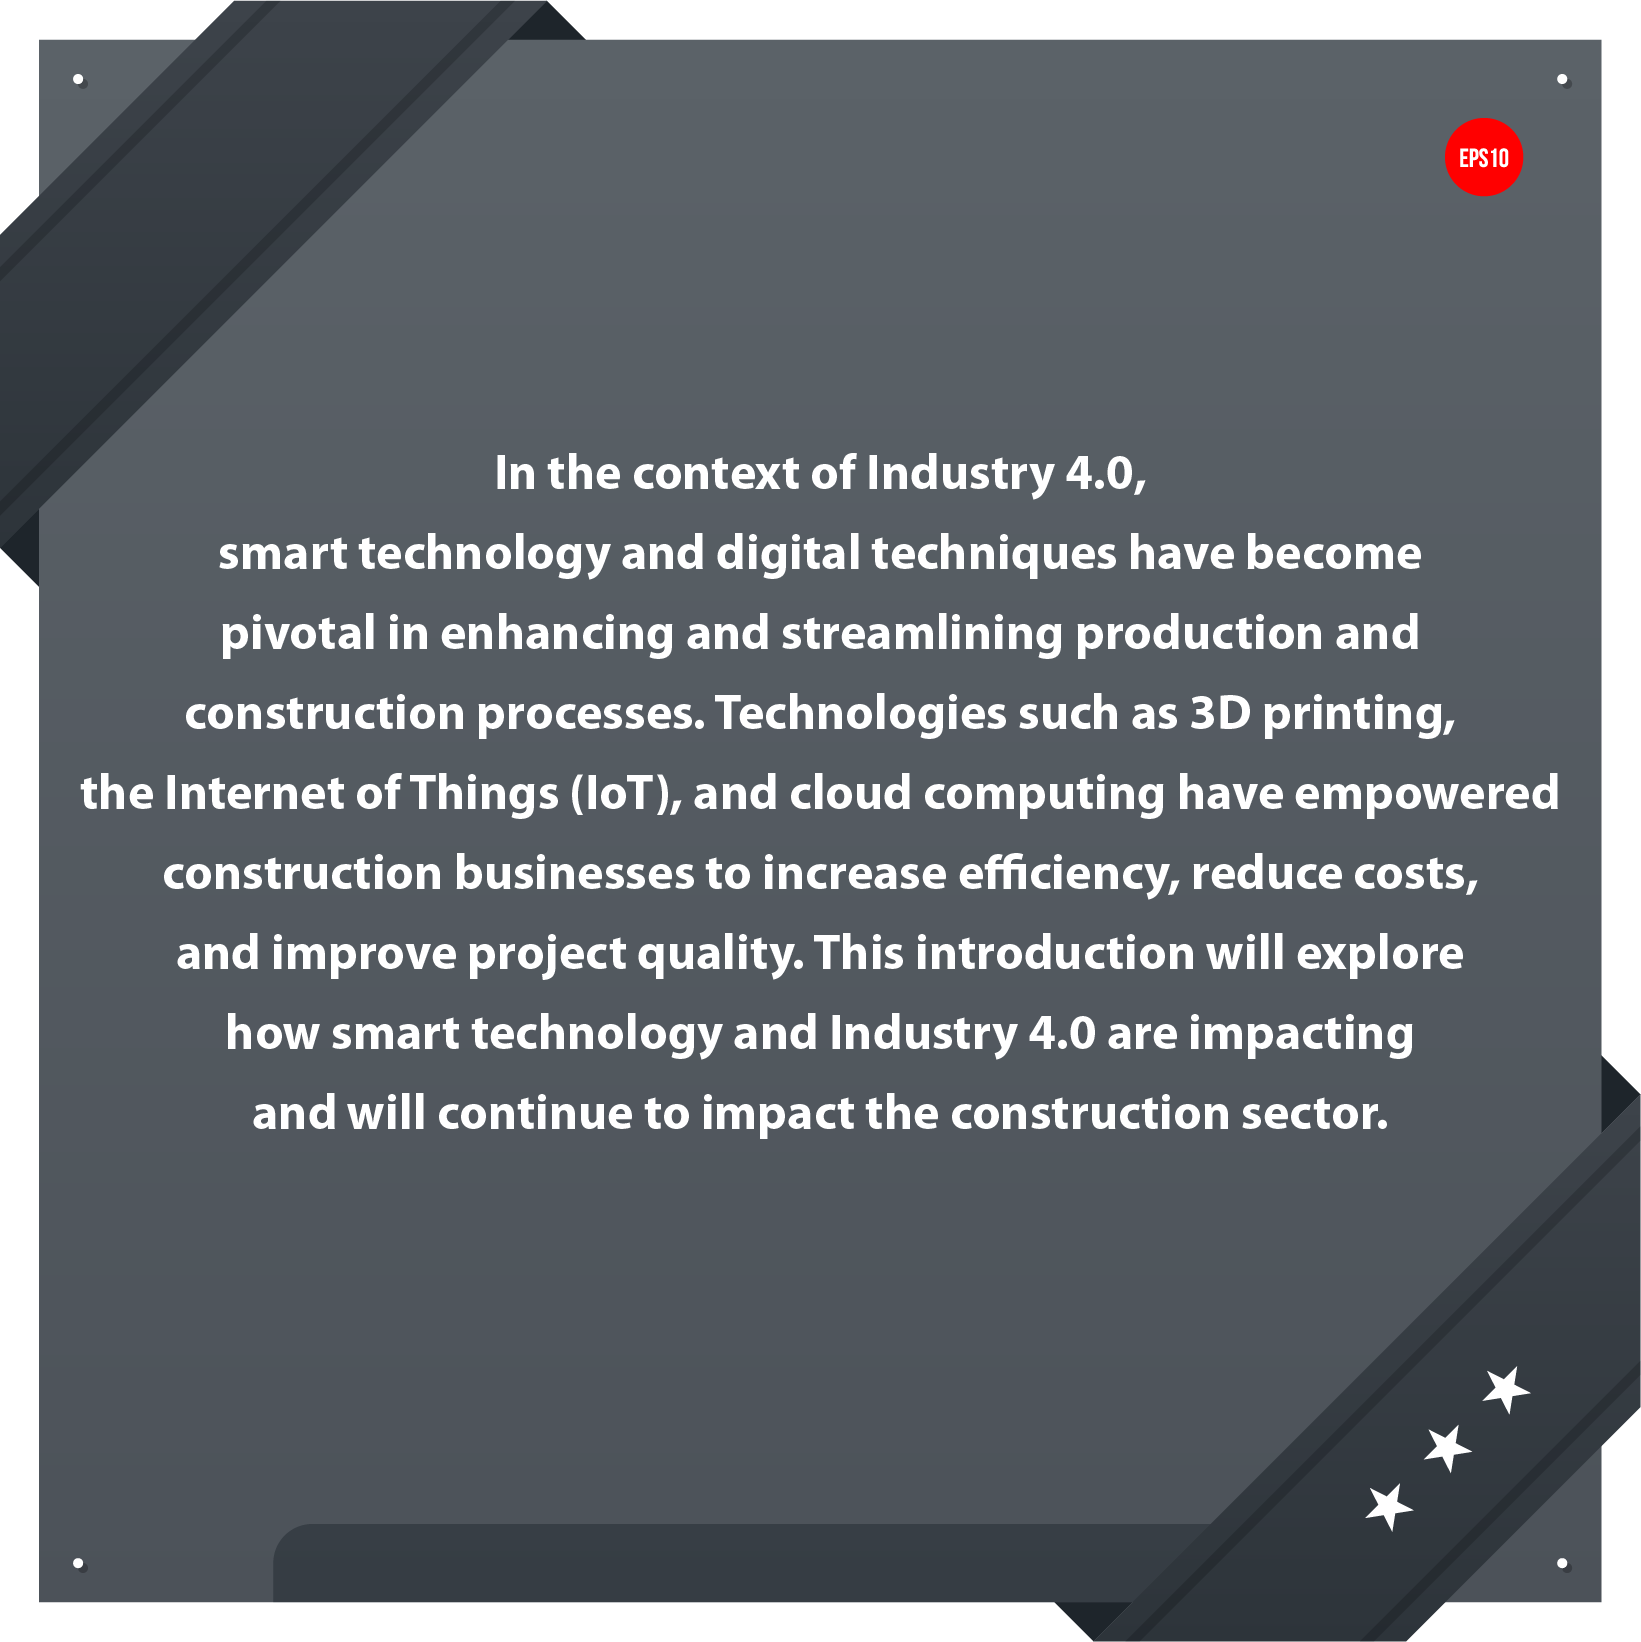 EPS10
In the context of Industry 4.0,
smart technology and digital techniques have become
pivotal in enhancing and streamlining production and
construction processes. Technologies such as 3D printing,
the Internet of Things (IoT), and cloud computing have empowered
construction businesses to increase efficiency, reduce costs,
and improve project quality. This introduction will explore
how smart technology and Industry 4.0 are impacting
and will continue to impact the construction sector.